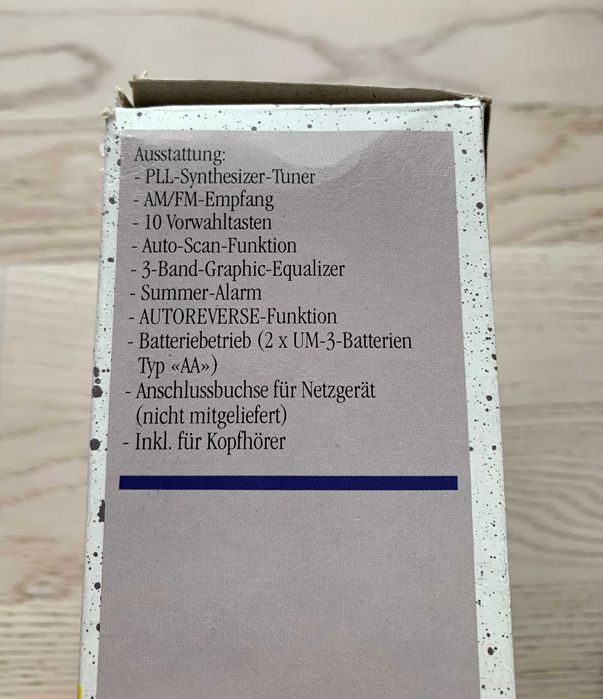 Ausstattung:
- PLL-Synthesizer-Tuner
- AM/FM-Empfang
- 10 Vorwahltasten
- Auto-Scan-Funktion
- 3-Band-Graphic-Equalizer
- Summer-Alarm
- AUTOREVERSE-Funktion
- Batteriebetrieb (2 x UM-3-Batterien
Typ «AA»)
- Anschlussbuchse für Netzgerät
(nicht mitgeliefert)
- Inkl. für Kopfhörer